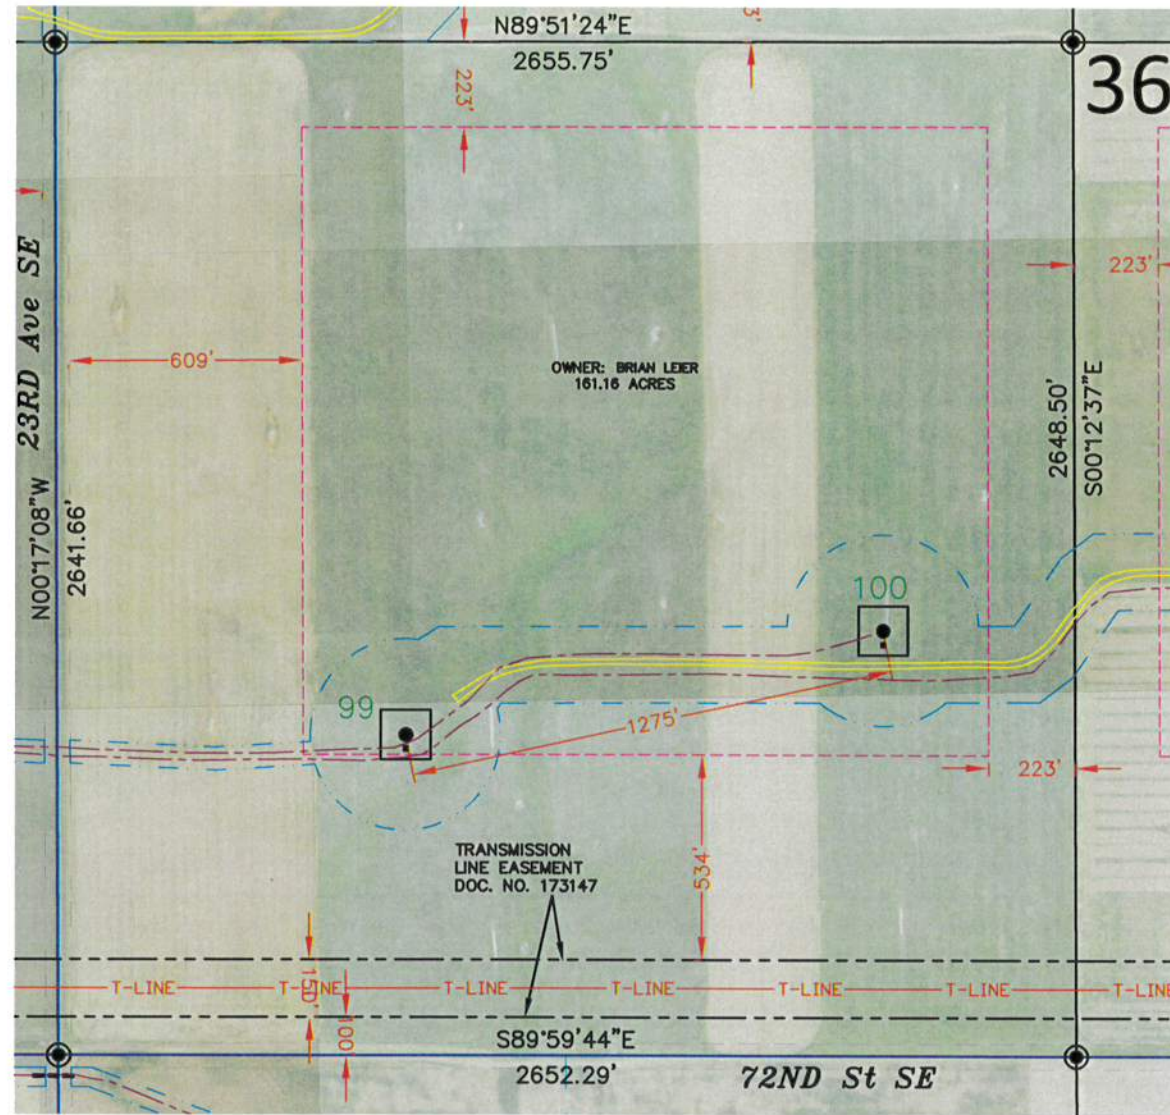 3'
N89°51'24"E
2655.75'
36
223'
23RD Ave SE
223'
609'
OWNER: BRIAN LEIER
161.16 ACRES
N00°17'08"W
2641.66'
2648.50'
S00°12'37"E
100
99
1275'
223'
TRANSMISSION
LINE EASEMENT
DOC. NO. 173147
534'
150'
T-LINE T-LINE T-LINE T-LINE T-LINE T-LINE T-LINE
100'
S89°59'44"E
2652.29'
72ND St SE